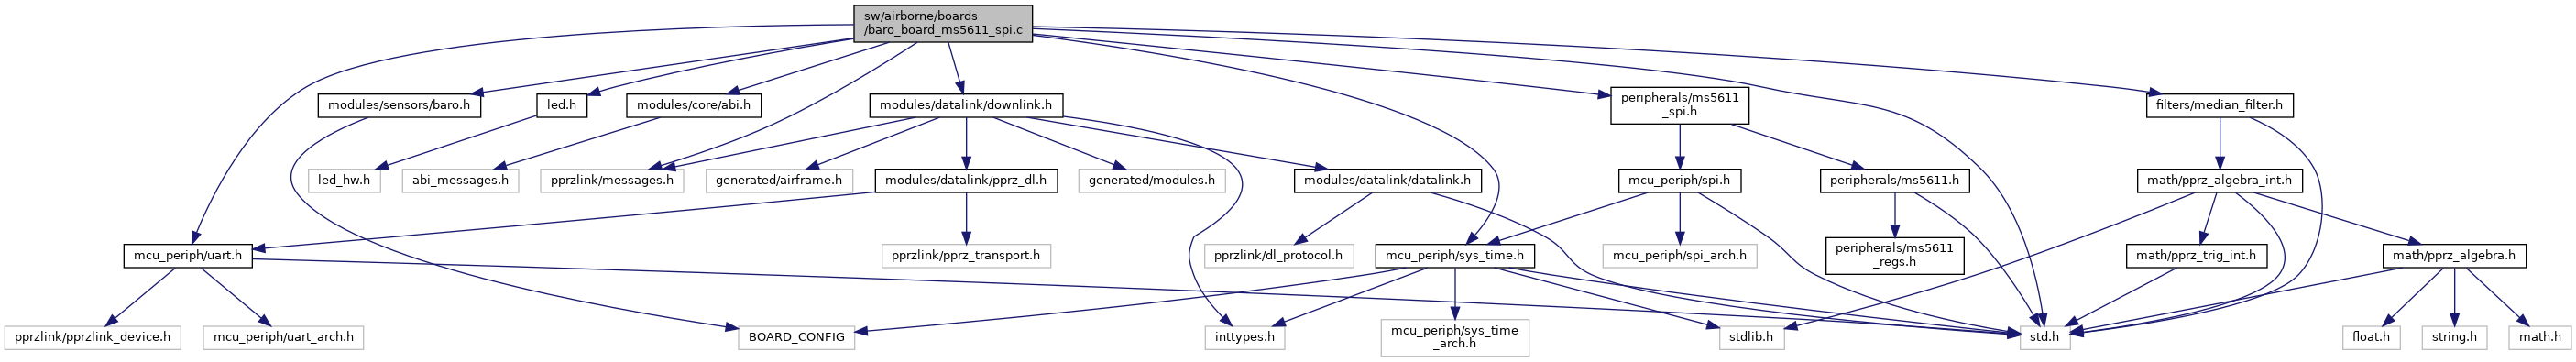 sw/airborne/boards
/baro_board_ms5611_spi.c
modules/sensors/baro.h
led.h
modules/core/abi.h
modules/datalink/downlink.h
peripherals/ms5611
_spi.h
filters/median_filter.h
led_hw.h
abi_messages.h
pprzlink/messages.h
generated/airframe.h
modules/datalink/pprz_dl.h
generated/modules.h
modules/datalink/datalink.h
mcu_periph/spi.h
peripherals/ms5611.h
math/pprz_algebra_int.h
mcu_periph/uart.h
pprzlink/pprz_transport.h
pprzlink/dl_protocol.h
mcu_periph/sys_time.h
mcu_periph/spi_arch.h
peripherals/ms5611
_regs.h
math/pprz_trig_int.h
math/pprz_algebra.h
pprzlink/pprzlink_device.h
mcu_periph/uart_arch.h
BOARD_CONFIG
inttypes.h
mcu_periph/sys_time
_arch.h
stdlib.h
std.h
float.h
string.h
math.h